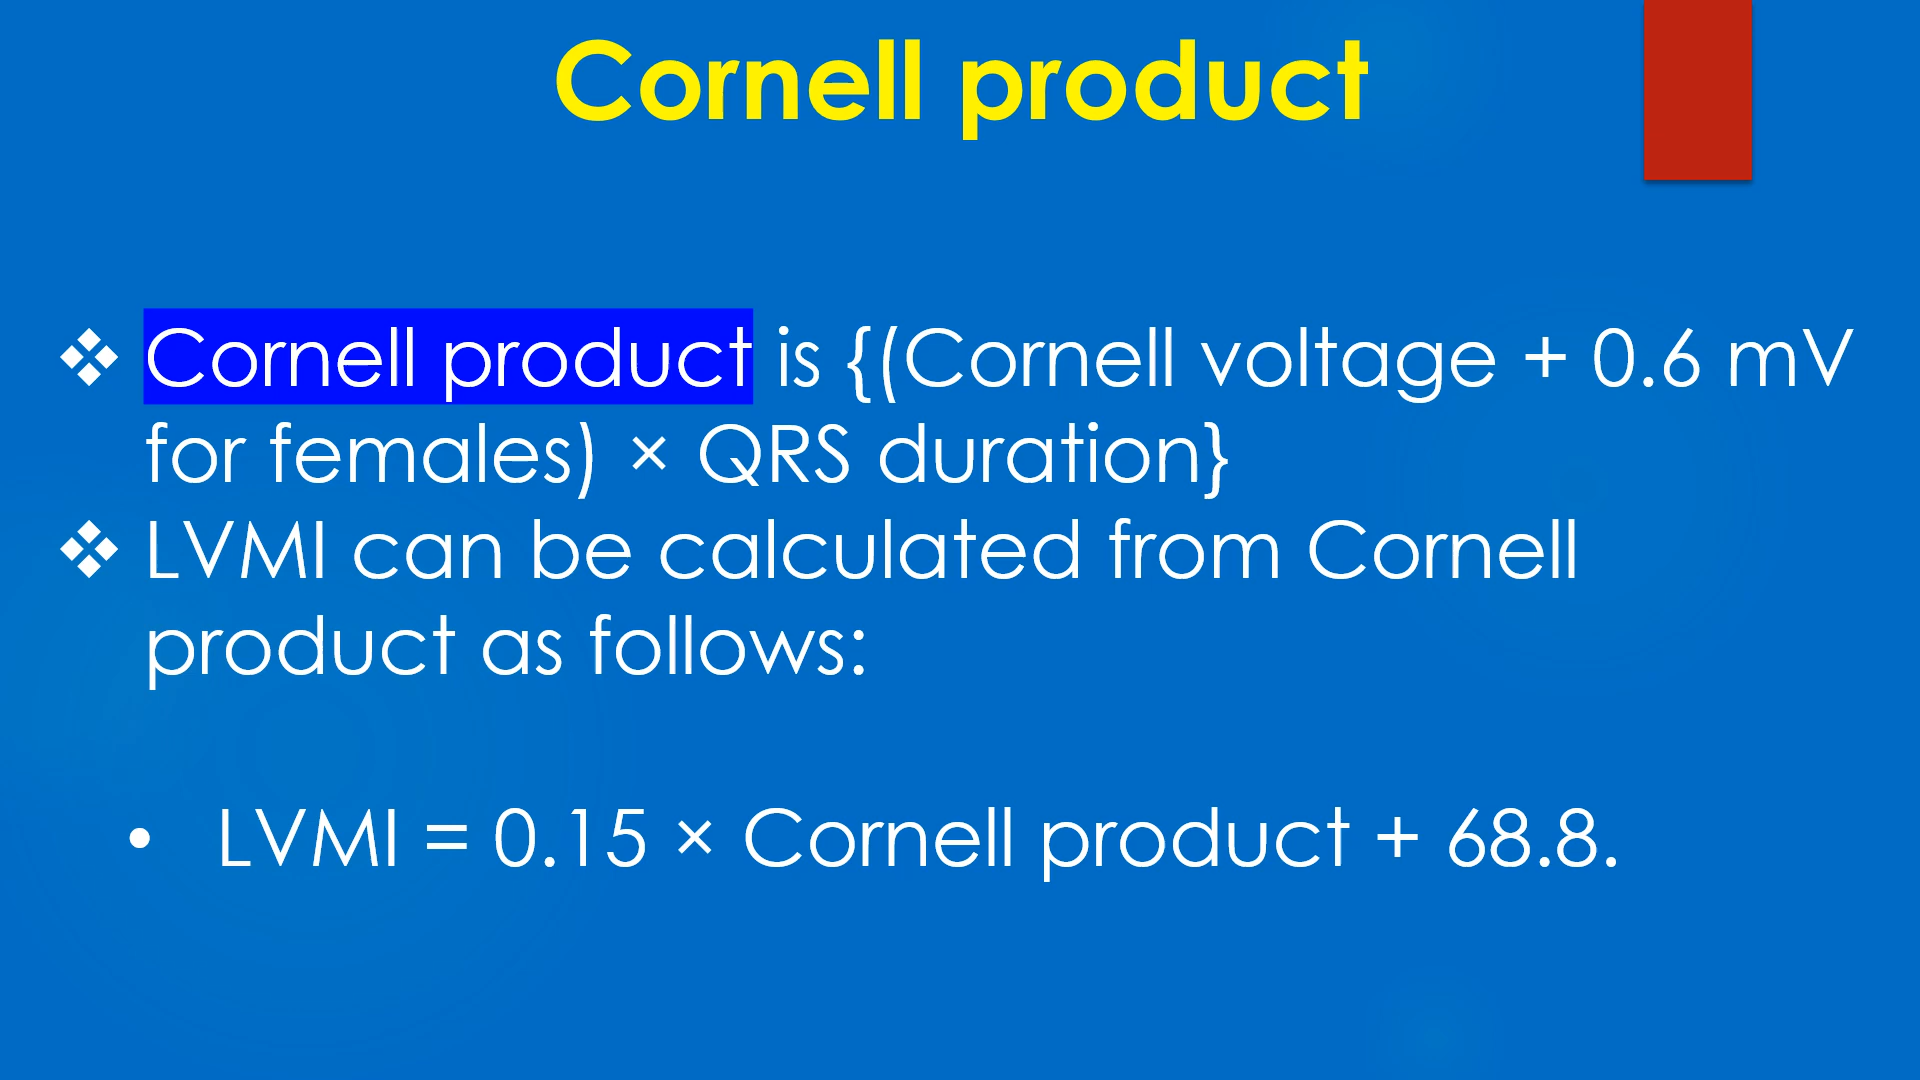 Cornell product
❖ Cornell product is {(Cornell voltage + 0.6 mV
for females) × QRS duration}
❖ LVMI can be calculated from Cornell
product as follows:
• LVMI = 0.15 × Cornell product + 68.8.